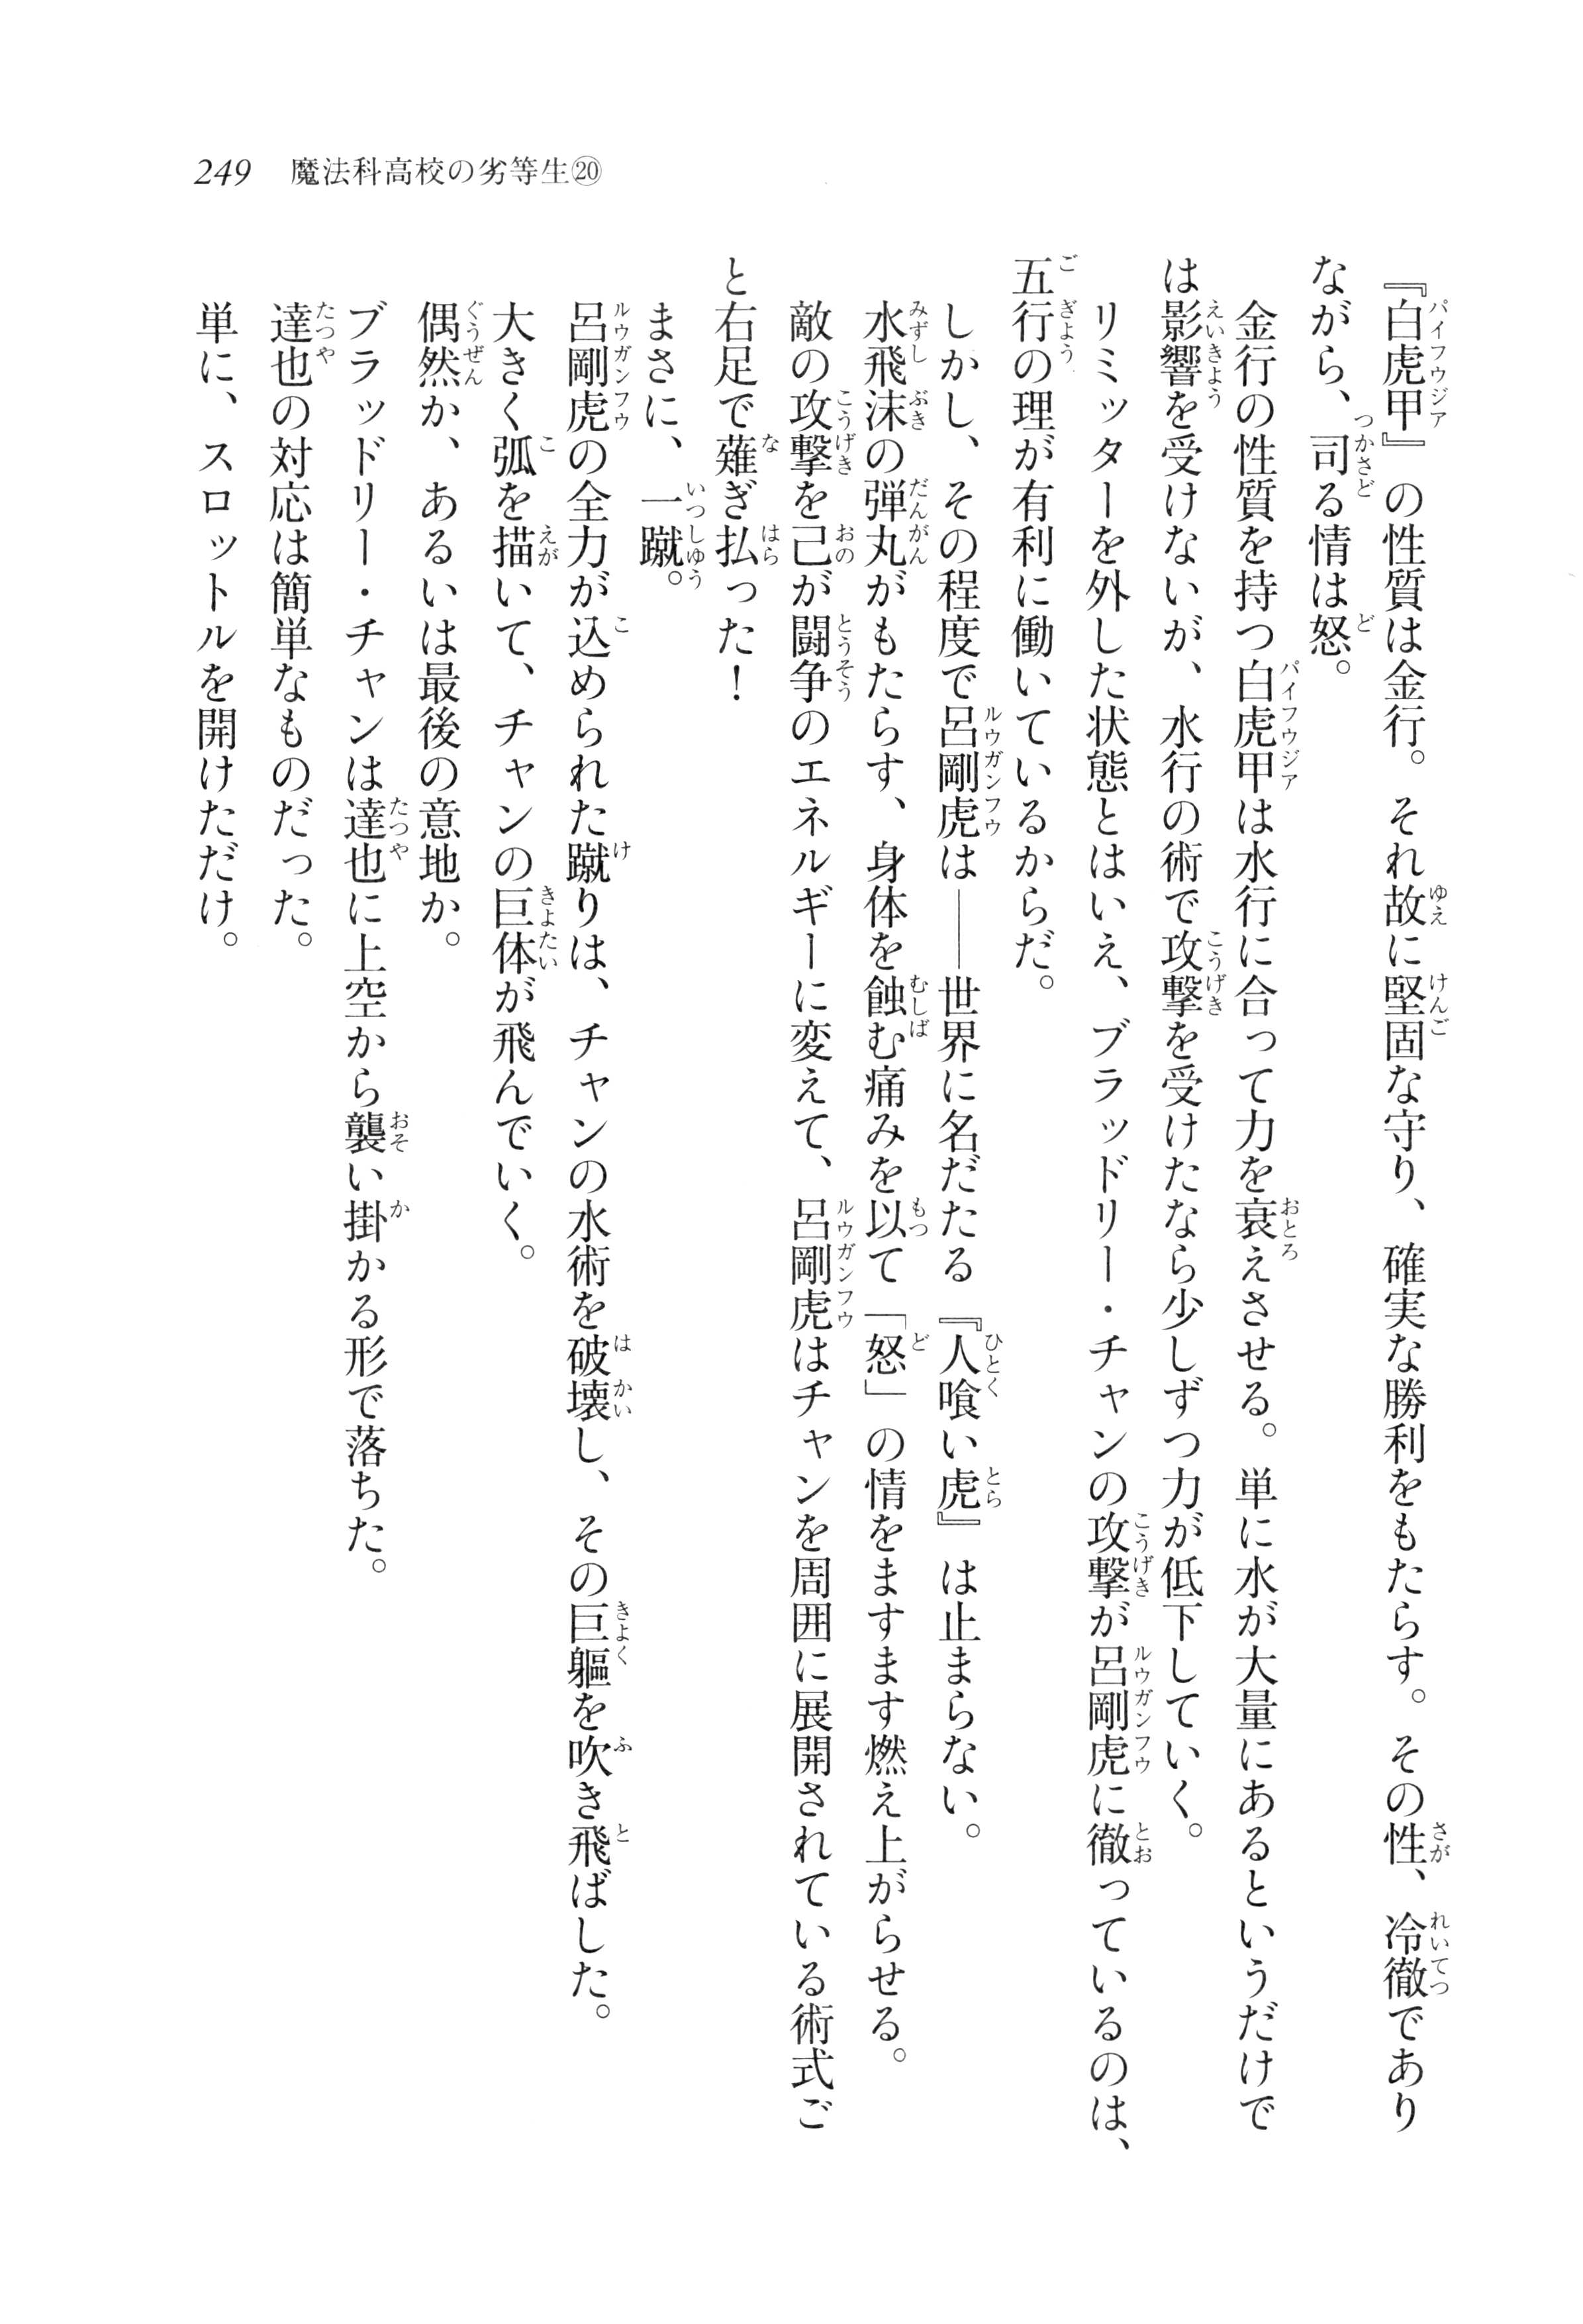 249　魔法科高校の劣等生⑳
『白虎甲』の性質は金行。それ故に堅固な守り、確実な勝利をもたらす。その性、冷徹であり
ながら、司る情は怒。
金行の性質を持つ白虎甲は水行に合って力を衰えさせる。単に水が大量にあるというだけで
は影響を受けないが、水行の術で攻撃を受けたなら少しずつ力が低下していく。
リミッターを外した状態とはいえ、ブラッドリー・チャンの攻撃が呂剛虎に徹っているのは、
五行の理が有利に働いているからだ。
しかし、その程度で呂剛虎は――世界に名だたる『人喰い虎』は止まらない。
水飛沫の弾丸がもたらす、身体を蝕む痛みを以て「怒」の情をますます燃え上がらせる。
敵の攻撃を己が闘争のエネルギーに変えて、呂剛虎はチャンを周囲に展開されている術式ご
と右足で薙ぎ払った！
まさに、一蹴。
呂剛虎の全力が込められた蹴りは、チャンの水術を破壊し、その巨軀を吹き飛ばした。
大きく弧を描いて、チャンの巨体が飛んでいく。
偶然か、あるいは最後の意地か。
ブラッドリー・チャンは達也に上空から襲い掛かる形で落ちた。
達也の対応は簡単なものだった。
単に、スロットルを開けただけ。